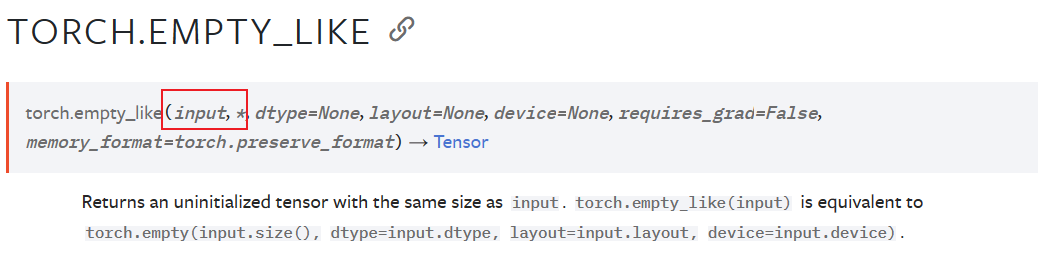 TORCH.EMPTY_LIKE
torch.empty_like(input, *, dtype=None, layout=None, device=None, requires_grad=False,
memory_format=torch.preserve_format) → Tensor
Returns an uninitialized tensor with the same size as input. torch.empty_like(input) is equivalent to
torch.empty(input.size(), dtype=input.dtype, layout=input.layout, device=input.device).